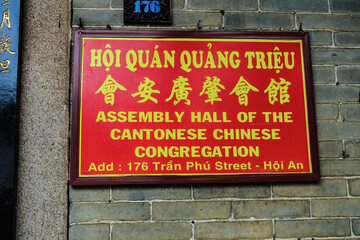 176
HỘI QUÁN QUẢNG TRIỆU
會安廣肇會館
ASSEMBLY HALL OF THE
CANTONESE CHINESE
CONGREGATION
Add : 176 Trần Phú Street - Hội An